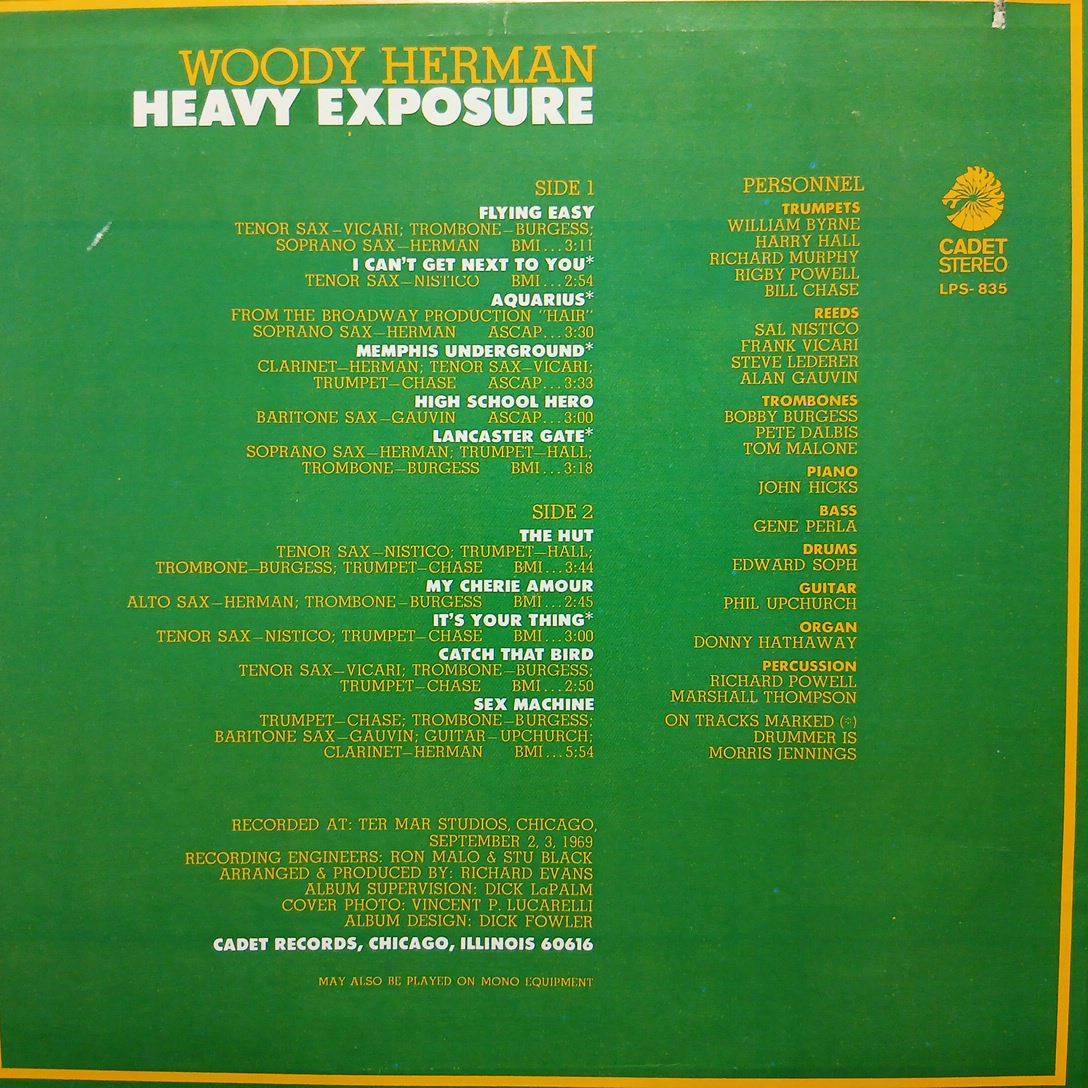 WOODY HERMAN
HEAVY EXPOSURE
SIDE 1
FLYING EASY
TENOR SAX–VICARI; TROMBONE–BURGESS;
SOPRANO SAX–HERMAN BMI...3:11
I CAN'T GET NEXT TO YOU*
TENOR SAX–NISTICO BMI...2:54
AQUARIUS*
FROM THE BROADWAY PRODUCTION "HAIR"
SOPRANO SAX–HERMAN ASCAP...3:30
MEMPHIS UNDERGROUND*
CLARINET–HERMAN; TENOR SAX–VICARI;
TRUMPET–CHASE ASCAP...3:33
HIGH SCHOOL HERO
BARITONE SAX–GAUVIN ASCAP...3:00
LANCASTER GATE*
SOPRANO SAX–HERMAN; TRUMPET–HALL;
TROMBONE–BURGESS BMI...3:18
SIDE 2
THE HUT
TENOR SAX–NISTICO; TRUMPET–HALL;
TROMBONE–BURGESS; TRUMPET–CHASE BMI...3:44
MY CHERIE AMOUR
ALTO SAX–HERMAN; TROMBONE–BURGESS BMI...2:45
IT'S YOUR THING*
TENOR SAX–NISTICO; TRUMPET–CHASE BMI...3:00
CATCH THAT BIRD
TENOR SAX–VICARI; TROMBONE–BURGESS;
TRUMPET–CHASE BMI...2:50
SEX MACHINE
TRUMPET–CHASE; TROMBONE–BURGESS;
BARITONE SAX–GAUVIN; GUITAR–UPCHURCH;
CLARINET–HERMAN BMI...5:54
RECORDED AT: TER MAR STUDIOS, CHICAGO,
SEPTEMBER 2, 3, 1969
RECORDING ENGINEERS: RON MALO & STU BLACK
ARRANGED & PRODUCED BY: RICHARD EVANS
ALBUM SUPERVISION: DICK LaPALM
COVER PHOTO: VINCENT P. LUCARELLI
ALBUM DESIGN: DICK FOWLER
CADET RECORDS, CHICAGO, ILLINOIS 60616
MAY ALSO BE PLAYED ON MONO EQUIPMENT
PERSONNEL
TRUMPETS
WILLIAM BYRNE
HARRY HALL
RICHARD MURPHY
RIGBY POWELL
BILL CHASE
REEDS
SAL NISTICO
FRANK VICARI
STEVE LEDERER
ALAN GAUVIN
TROMBONES
BOBBY BURGESS
PETE DALBIS
TOM MALONE
PIANO
JOHN HICKS
BASS
GENE PERLA
DRUMS
EDWARD SOPH
GUITAR
PHIL UPCHURCH
ORGAN
DONNY HATHAWAY
PERCUSSION
RICHARD POWELL
MARSHALL THOMPSON
ON TRACKS MARKED (*)
DRUMMER IS
MORRIS JENNINGS
CADET
STEREO
LPS-835